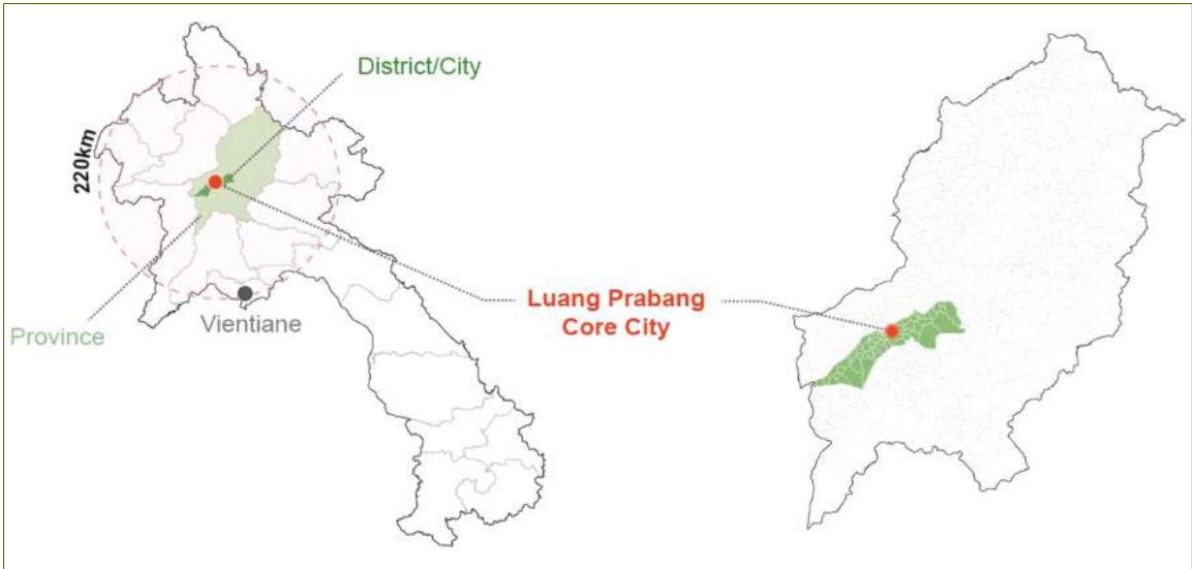 District/City
220km
Luang Prabang
Core City
Vientiane
Province